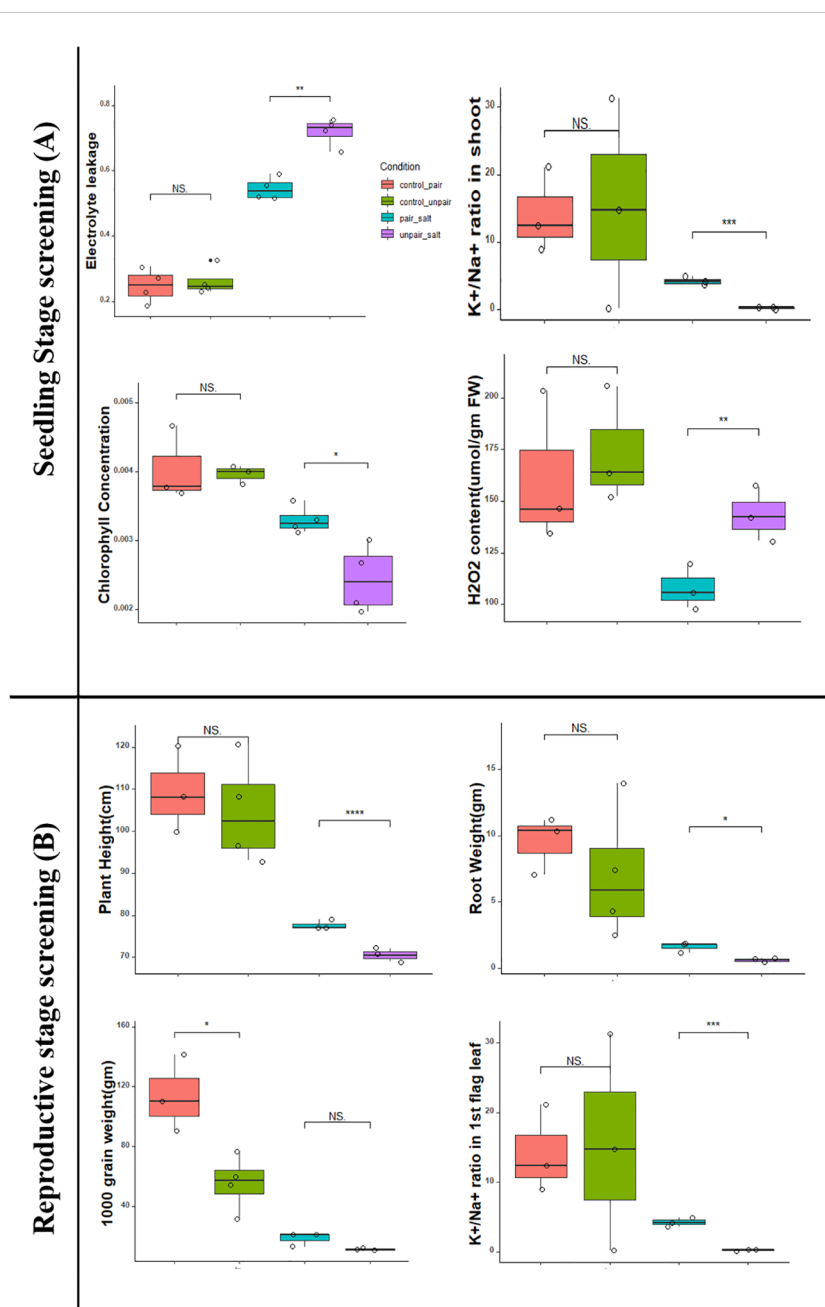 Seedling Stage screening (A)
Electrolyte leakage
0.8
0.6
0.4
0.2
NS.
**
Condition
control_pair
control_unpair
pair_salt
unpair_salt
K+/Na+ ratio in shoot
30
20
10
0
NS.
***
Chlorophyll Concentration
0.005
0.004
0.003
0.002
NS.
*
H2O2 content(umol/gm FW)
200
175
150
125
100
NS.
**
Reproductive stage screening (B)
Plant Height(cm)
120
110
100
90
80
70
NS.
****
Root Weight(gm)
15
10
5
0
NS.
*
1000 grain weight(gm)
160
120
80
40
*
NS.
K+/Na+ ratio in 1st flag leaf
30
20
10
0
NS.
***